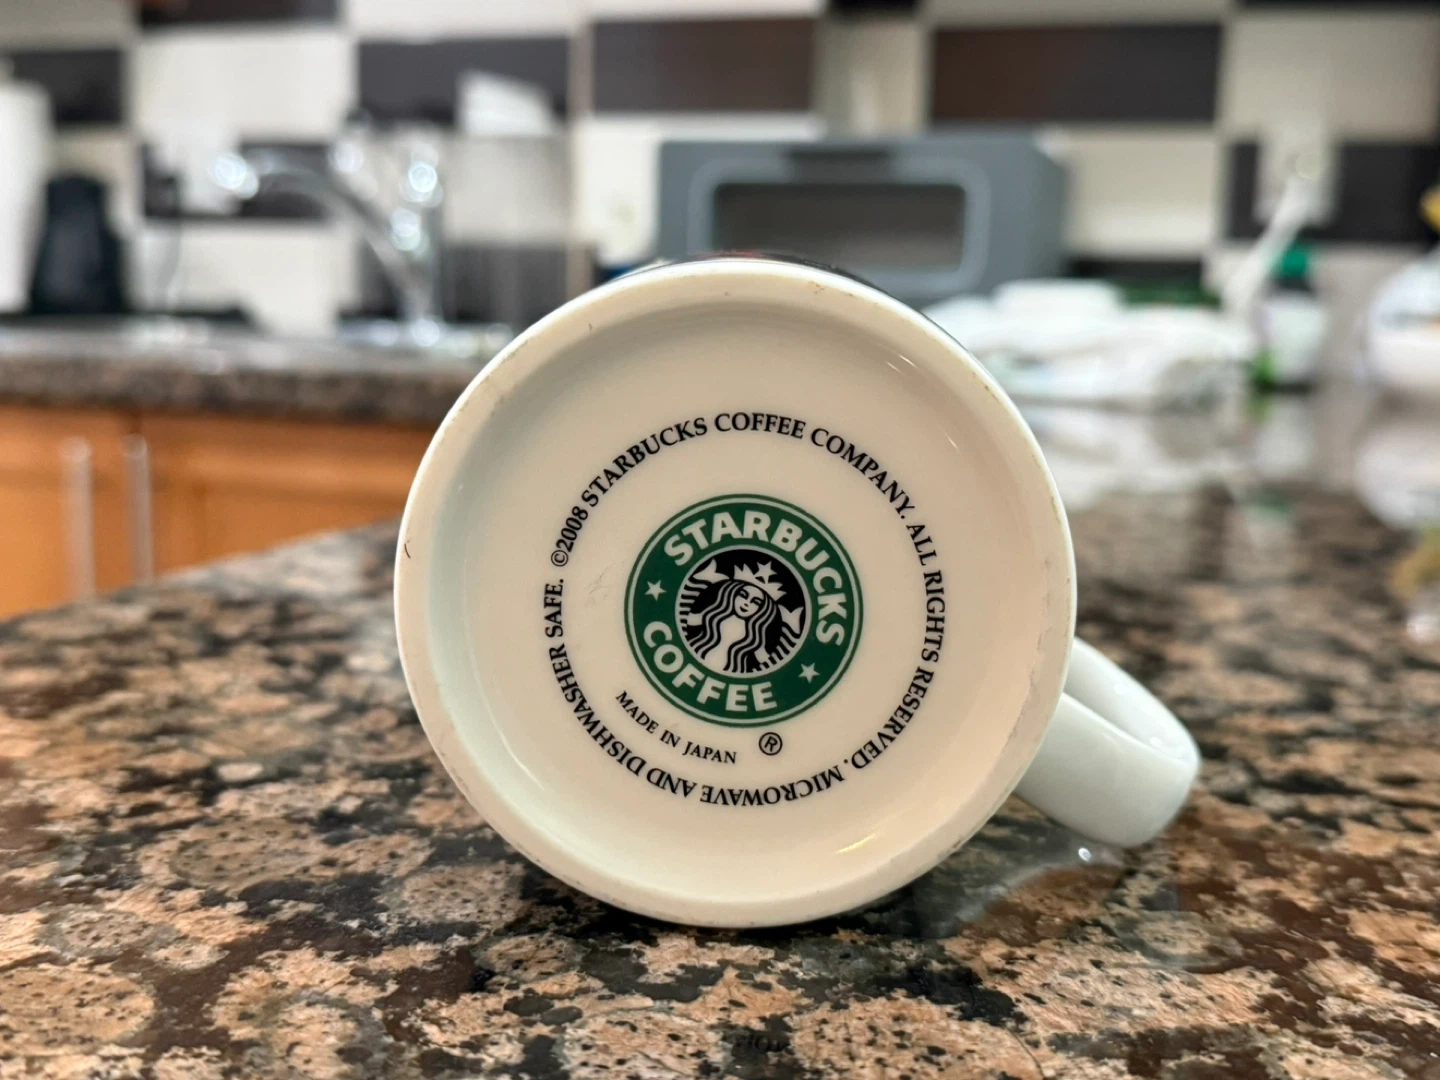 ©2008 STARBUCKS COFFEE COMPANY. ALL RIGHTS RESERVED. MICROWAVE AND DISHWASHER SAFE.
STARBUCKS
COFFEE
MADE IN JAPAN
®